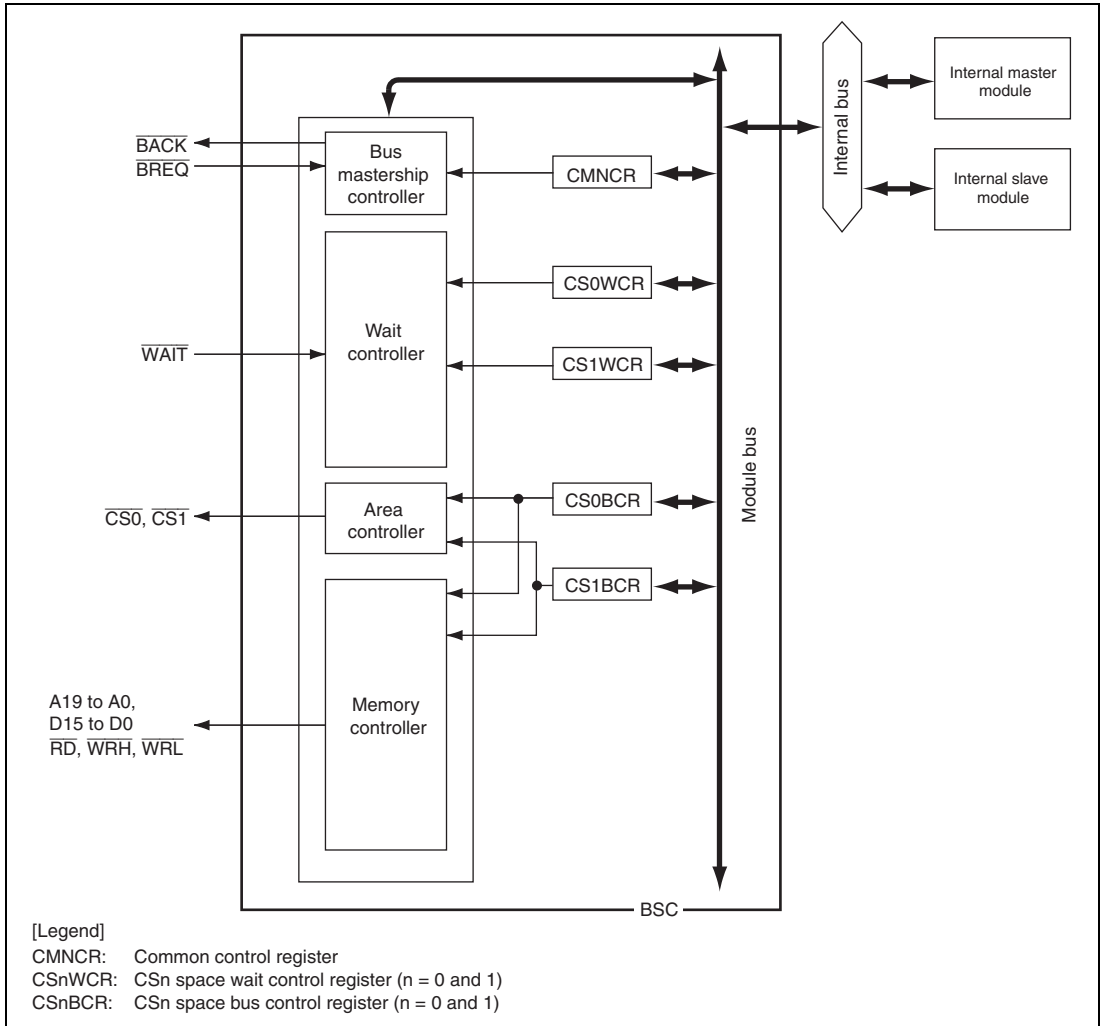 Internal master
module
Internal bus
Internal slave
module
BACK
BREQ
Bus
mastership
controller
CMNCR
CS0WCR
Wait
controller
WAIT
CS1WCR
Module bus
CS0BCR
Area
controller
CS0, CS1
CS1BCR
A19 to A0,
D15 to D0
RD, WRH, WRL
Memory
controller
BSC
[Legend]
CMNCR: Common control register
CSnWCR: CSn space wait control register (n = 0 and 1)
CSnBCR: CSn space bus control register (n = 0 and 1)